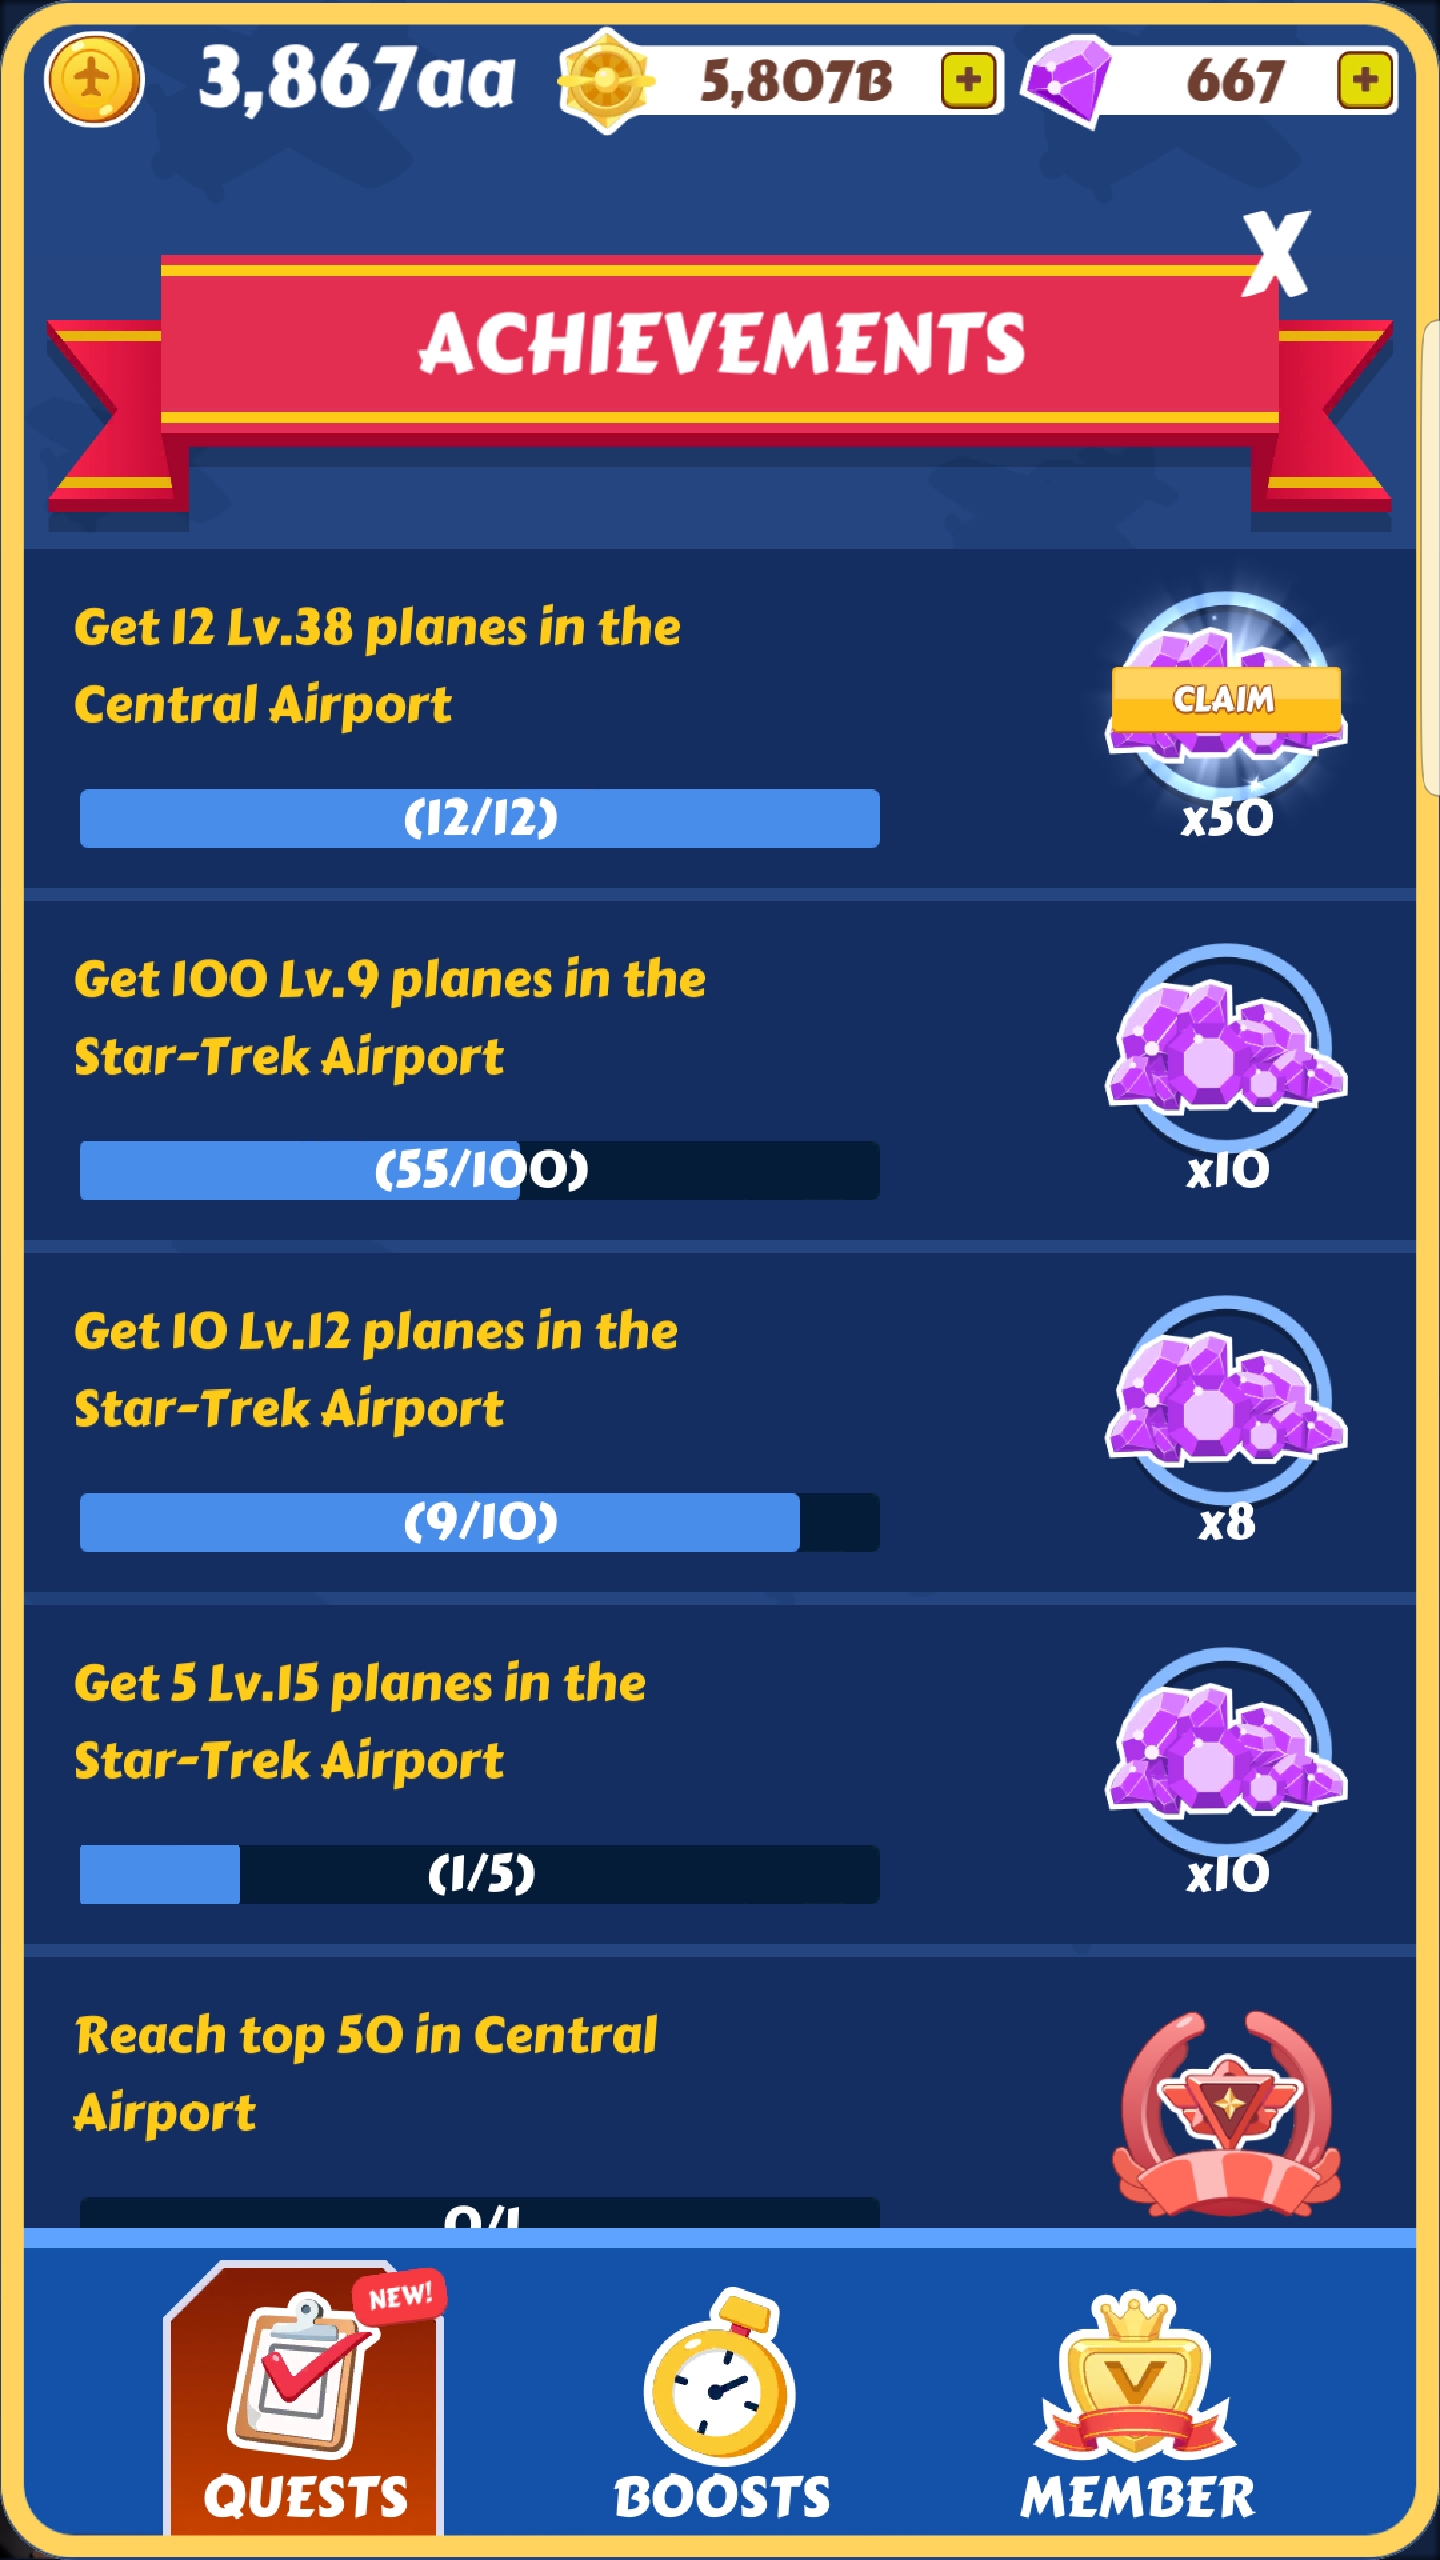 3,867aa 5,807B + 667 +
X
ACHIEVEMENTS
Get 12 Lv.38 planes in the
Central Airport
CLAIM
(12/12)
x50
Get 100 Lv.9 planes in the
Star-Trek Airport
(55/100)
x10
Get 10 Lv.12 planes in the
Star-Trek Airport
(9/10)
x8
Get 5 Lv.15 planes in the
Star-Trek Airport
(1/5)
x10
Reach top 50 in Central
Airport
0/1
NEW!
V
QUESTS BOOSTS MEMBER